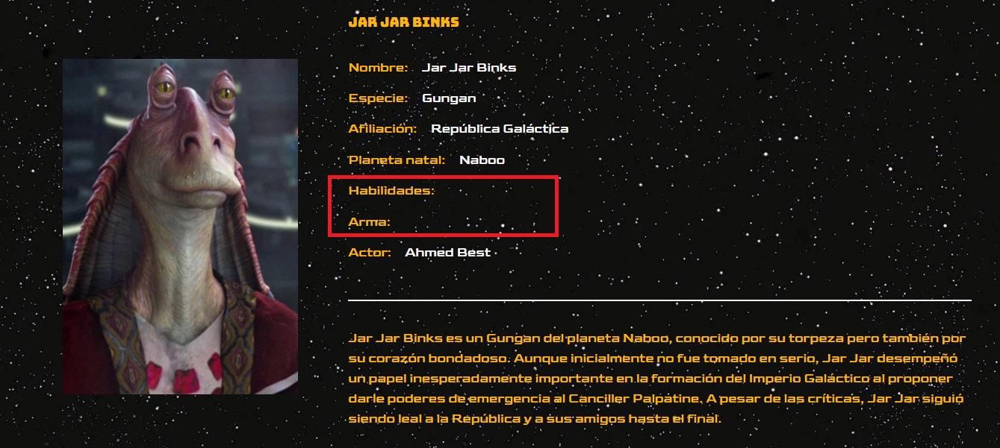 JAR JAR BINKS
Nombre: Jar Jar Binks
Especie: Gungan
Afiliación: República Galáctica
Planeta natal: Naboo
Habilidades:
Arma:
Actor: Ahmed Best
Jar Jar Binks es un Gungan del planeta Naboo, conocido por su torpeza pero también por
su corazón bondadoso. Aunque inicialmente no fue tomado en serio, Jar Jar desempeñó
un papel inesperadamente importante en la formación del Imperio Galáctico al proponer
darle poderes de emergencia al Canciller Palpatine. A pesar de las críticas, Jar Jar siguió
siendo leal a la República y a sus amigos hasta el final.